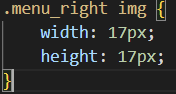 .menu_right img {
    width: 17px;
    height: 17px;
}